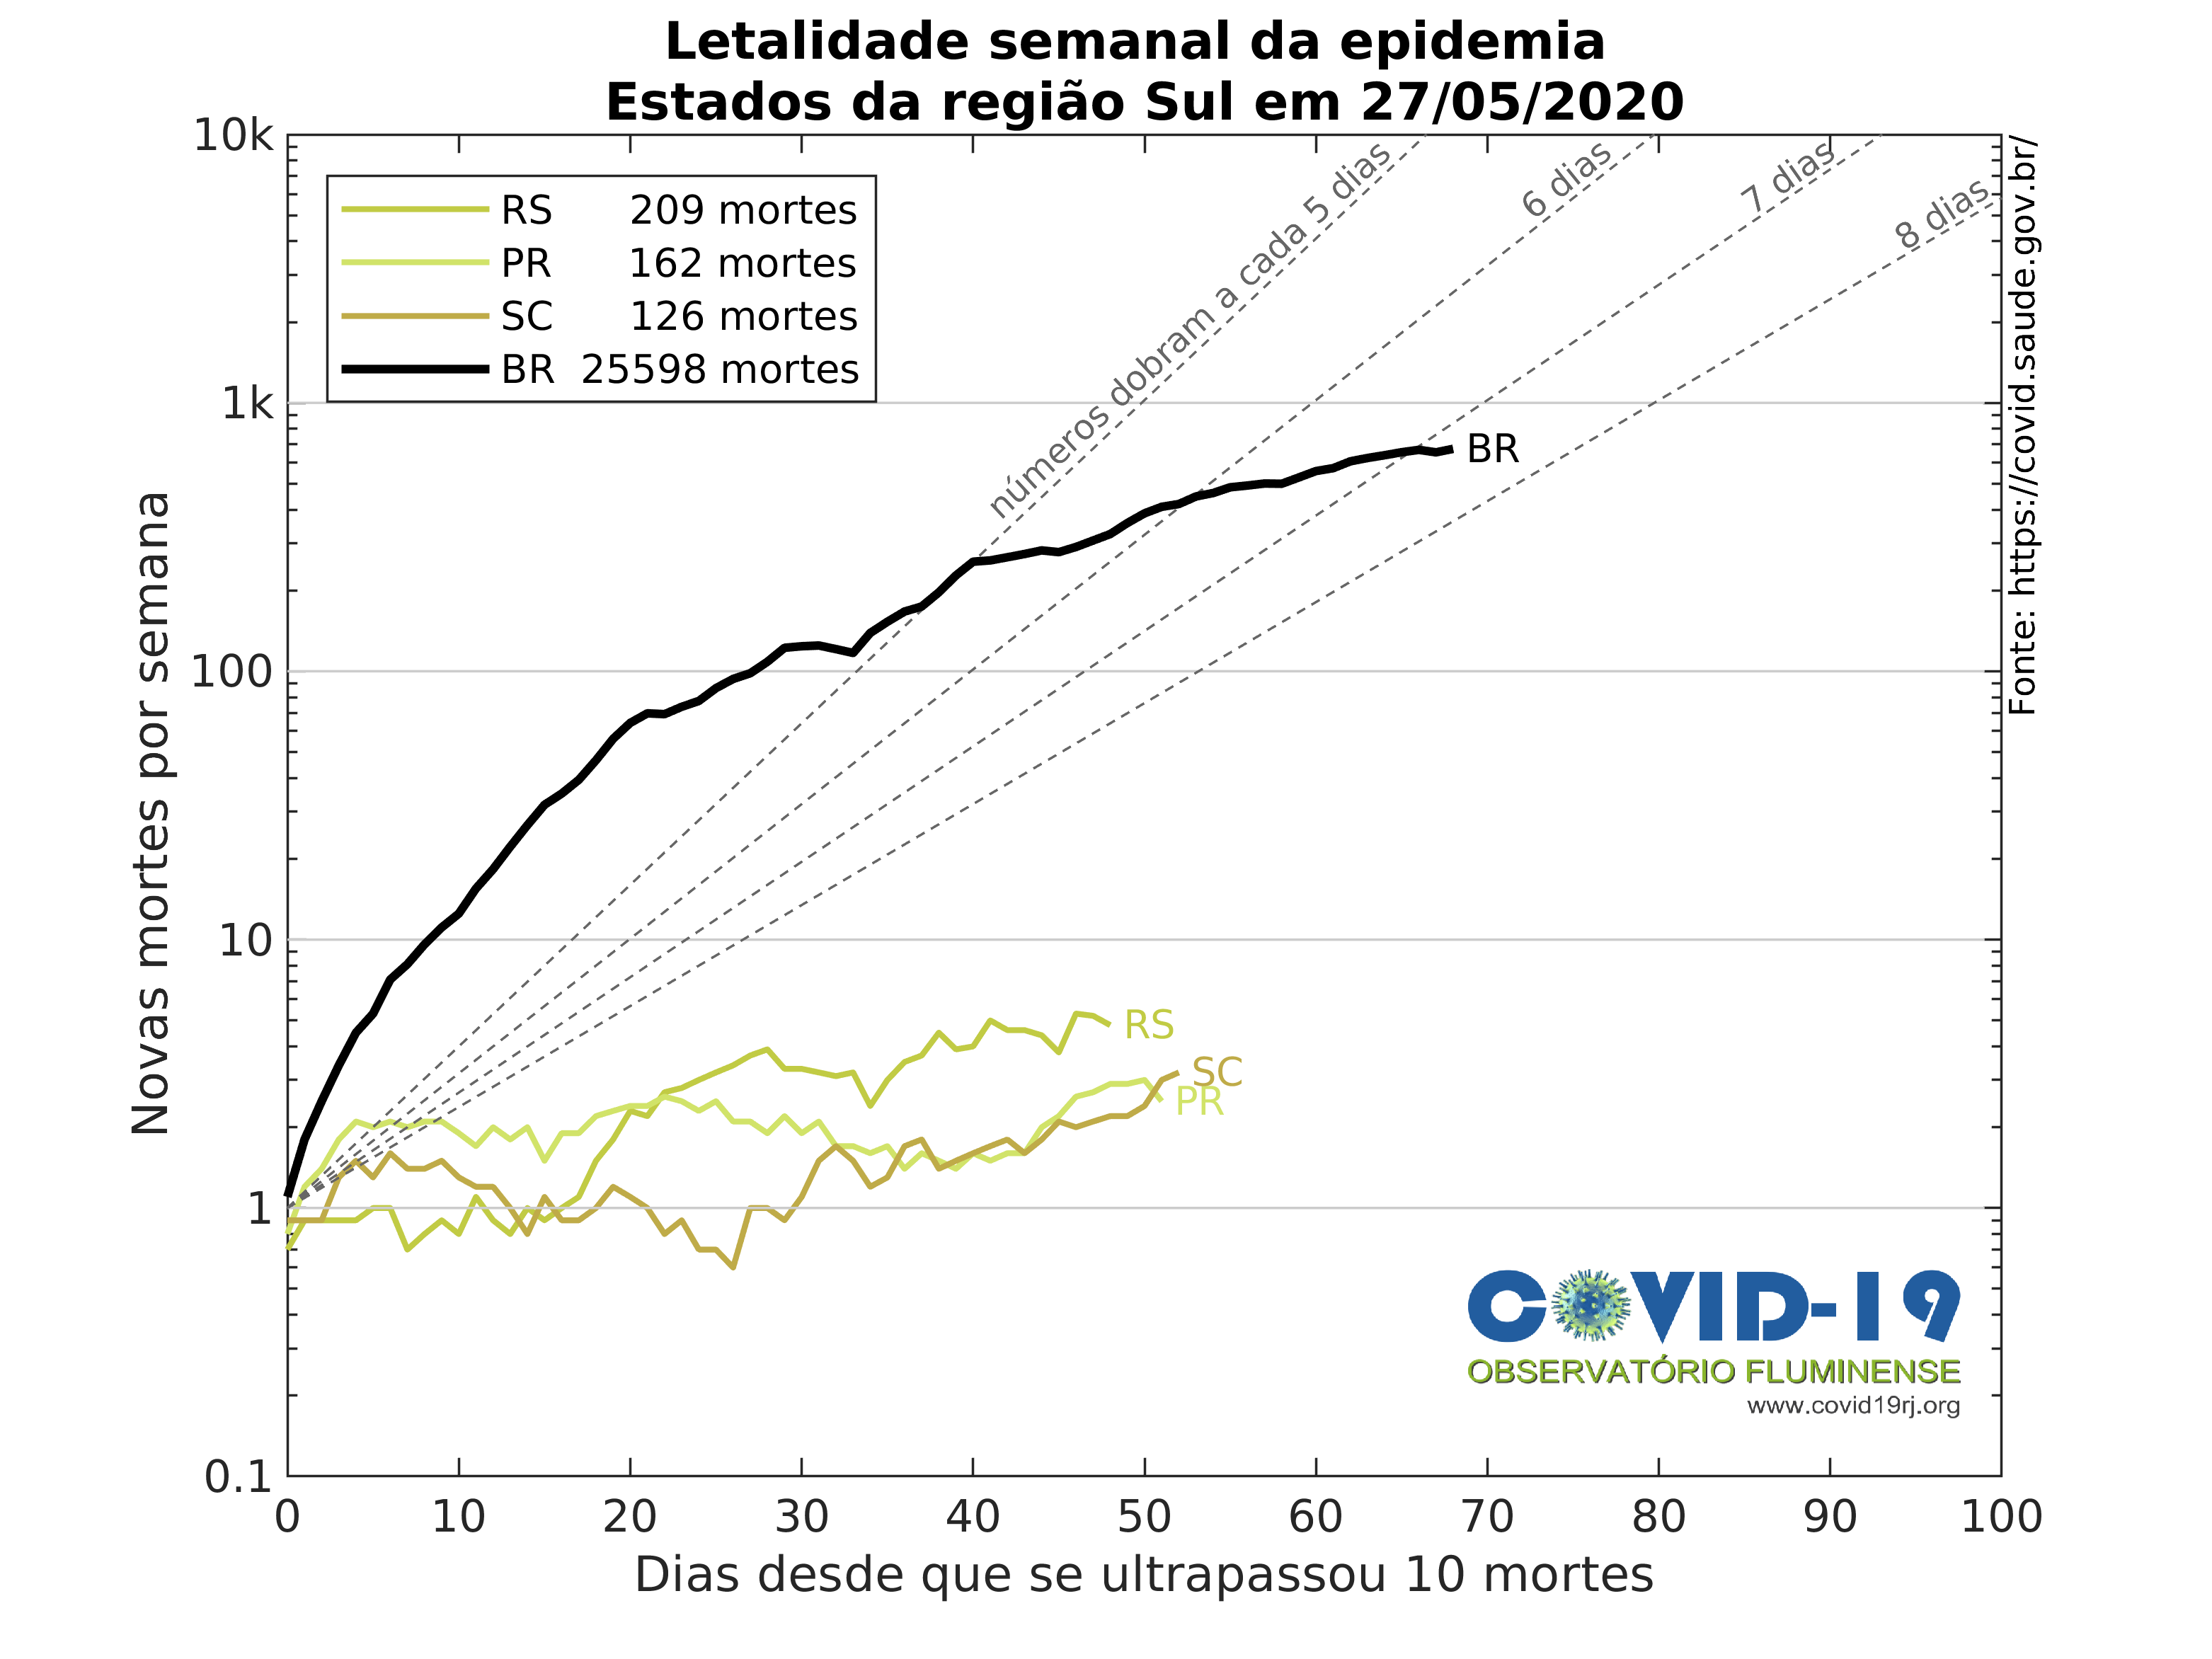 Letalidade semanal da epidemia
Estados da região Sul em 27/05/2020
10k
1k
100
10
1
0.1
Novas mortes por semana
RS 209 mortes
PR 162 mortes
SC 126 mortes
BR 25598 mortes
números dobram a cada 5 dias
6 dias
7 dias
8 dias
BR
RS
SC
PR
Fonte: https://covid.saude.gov.br/
COVID-19
OBSERVATÓRIO FLUMINENSE
www.covid19rj.org
0 10 20 30 40 50 60 70 80 90 100
Dias desde que se ultrapassou 10 mortes